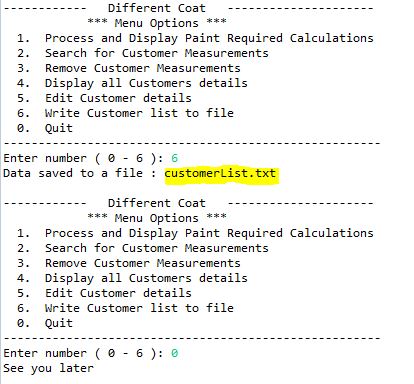 ------------   Different Coat   ---------------------
*** Menu Options ***
1.  Process and Display Paint Required Calculations
2.  Search for Customer Measurements
3.  Remove Customer Measurements
4.  Display all Customers details
5.  Edit Customer details
6.  Write Customer list to file
0.  Quit
------------------------------------------------------
Enter number ( 0 - 6 ): 6
Data saved to a file : customerList.txt
------------   Different Coat   ---------------------
*** Menu Options ***
1.  Process and Display Paint Required Calculations
2.  Search for Customer Measurements
3.  Remove Customer Measurements
4.  Display all Customers details
5.  Edit Customer details
6.  Write Customer list to file
0.  Quit
------------------------------------------------------
Enter number ( 0 - 6 ): 0
See you later